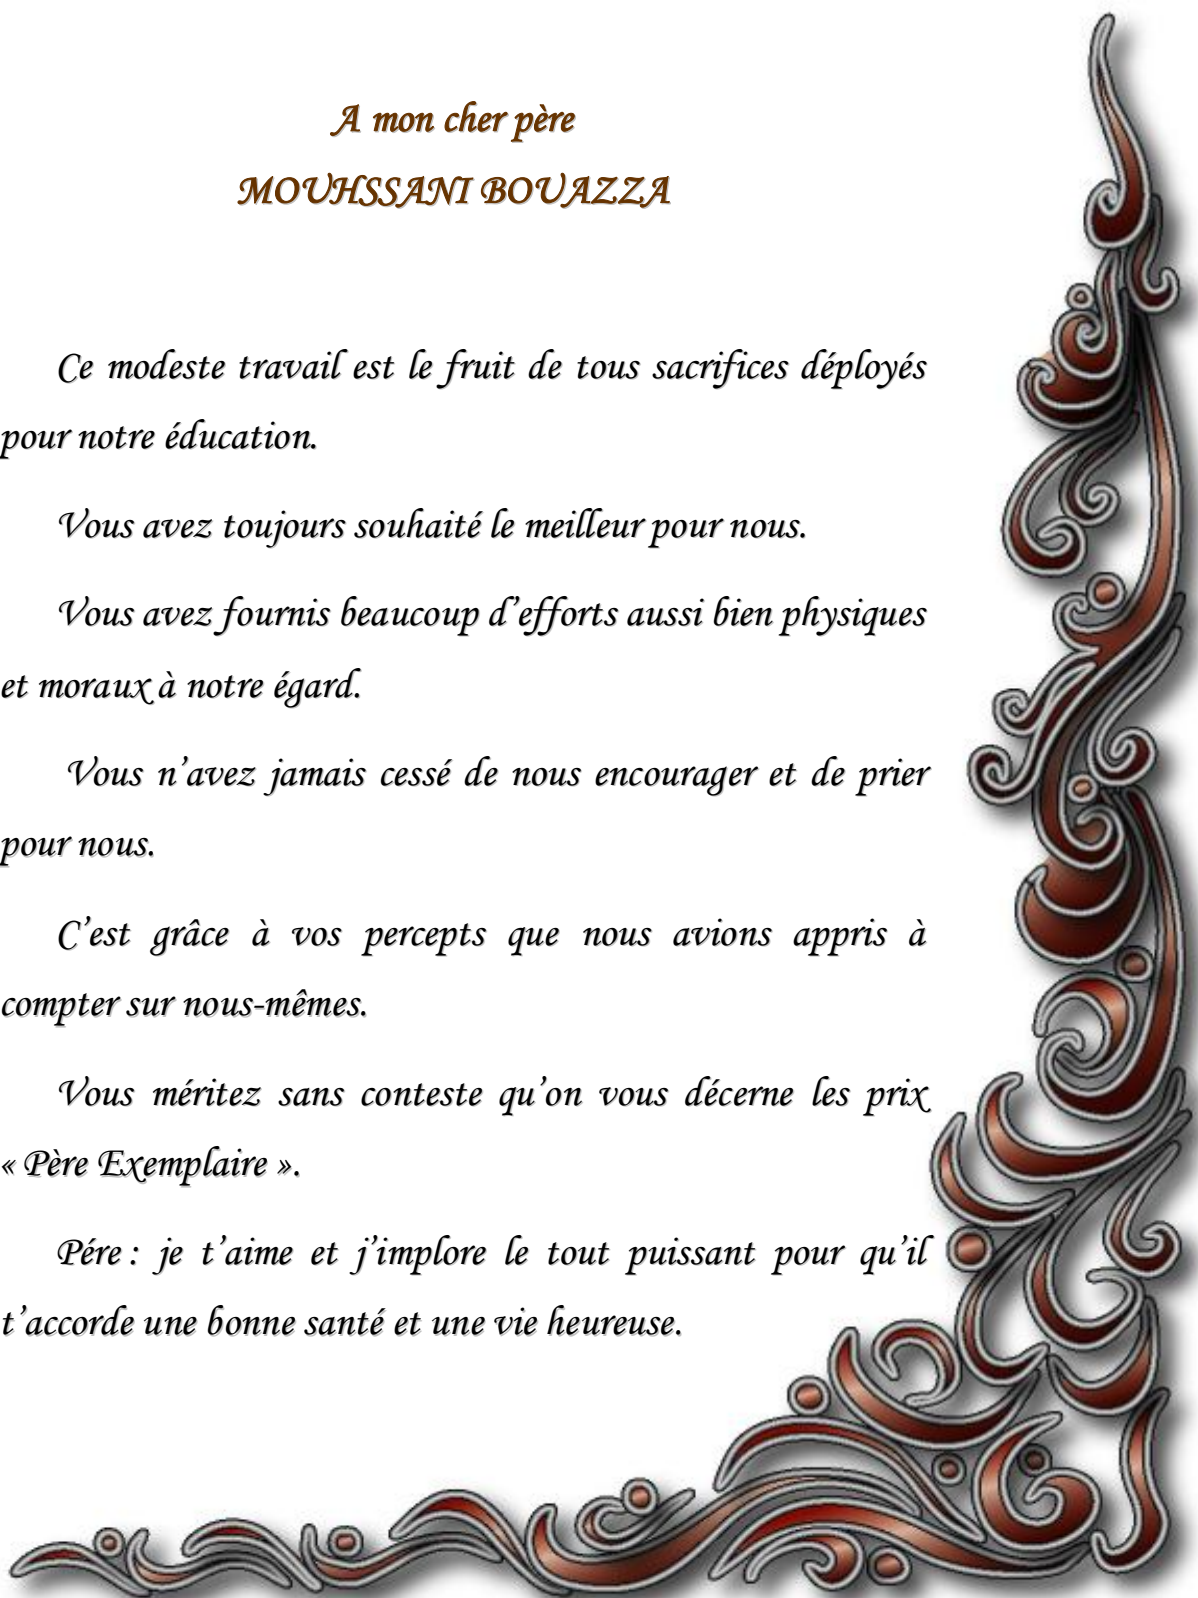 A mon cher père
MOUHSSANI BOUAZZA
Ce modeste travail est le fruit de tous sacrifices déployés
pour notre éducation.
Vous avez toujours souhaité le meilleur pour nous.
Vous avez fournis beaucoup d’efforts aussi bien physiques
et moraux à notre égard.
Vous n’avez jamais cessé de nous encourager et de prier
pour nous.
C’est grâce à vos percepts que nous avions appris à
compter sur nous-mêmes.
Vous méritez sans conteste qu’on vous décerne les prix
« Père Exemplaire ».
Pére : je t’aime et j’implore le tout puissant pour qu’il
t’accorde une bonne santé et une vie heureuse.